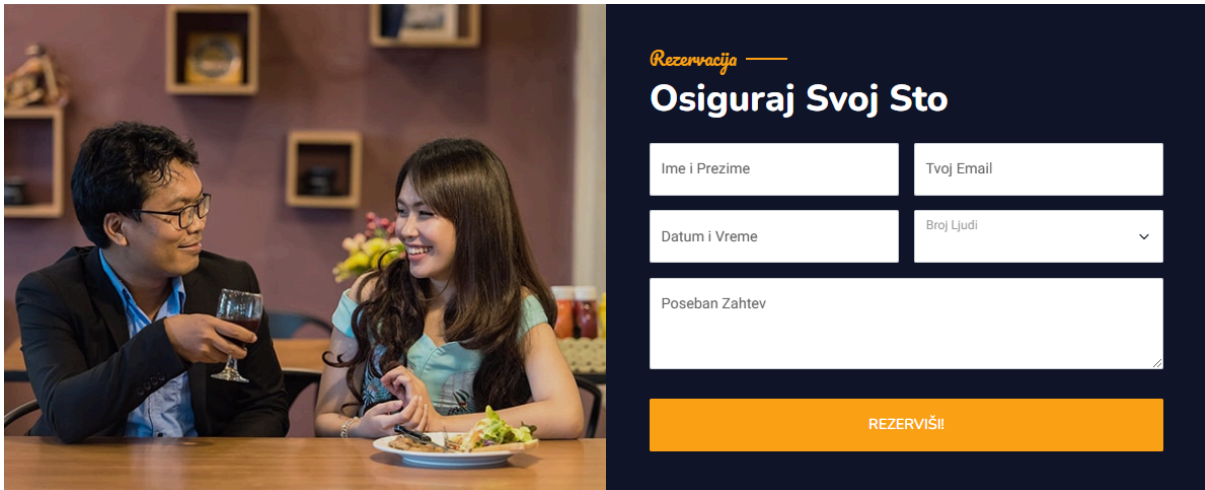 Rezervacija
Osiguraj Svoj Sto
Ime i Prezime
Tvoj Email
Datum i Vreme
Broj Ljudi
Poseban Zahtev
REZERVIŠI!